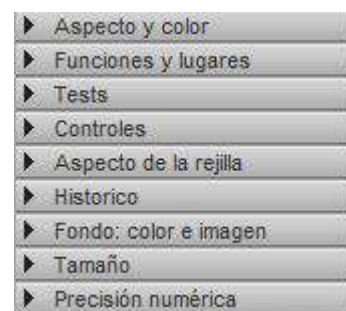 Aspecto y color
Funciones y lugares
Tests
Controles
Aspecto de la rejilla
Historico
Fondo: color e imagen
Tamaño
Precisión numérica